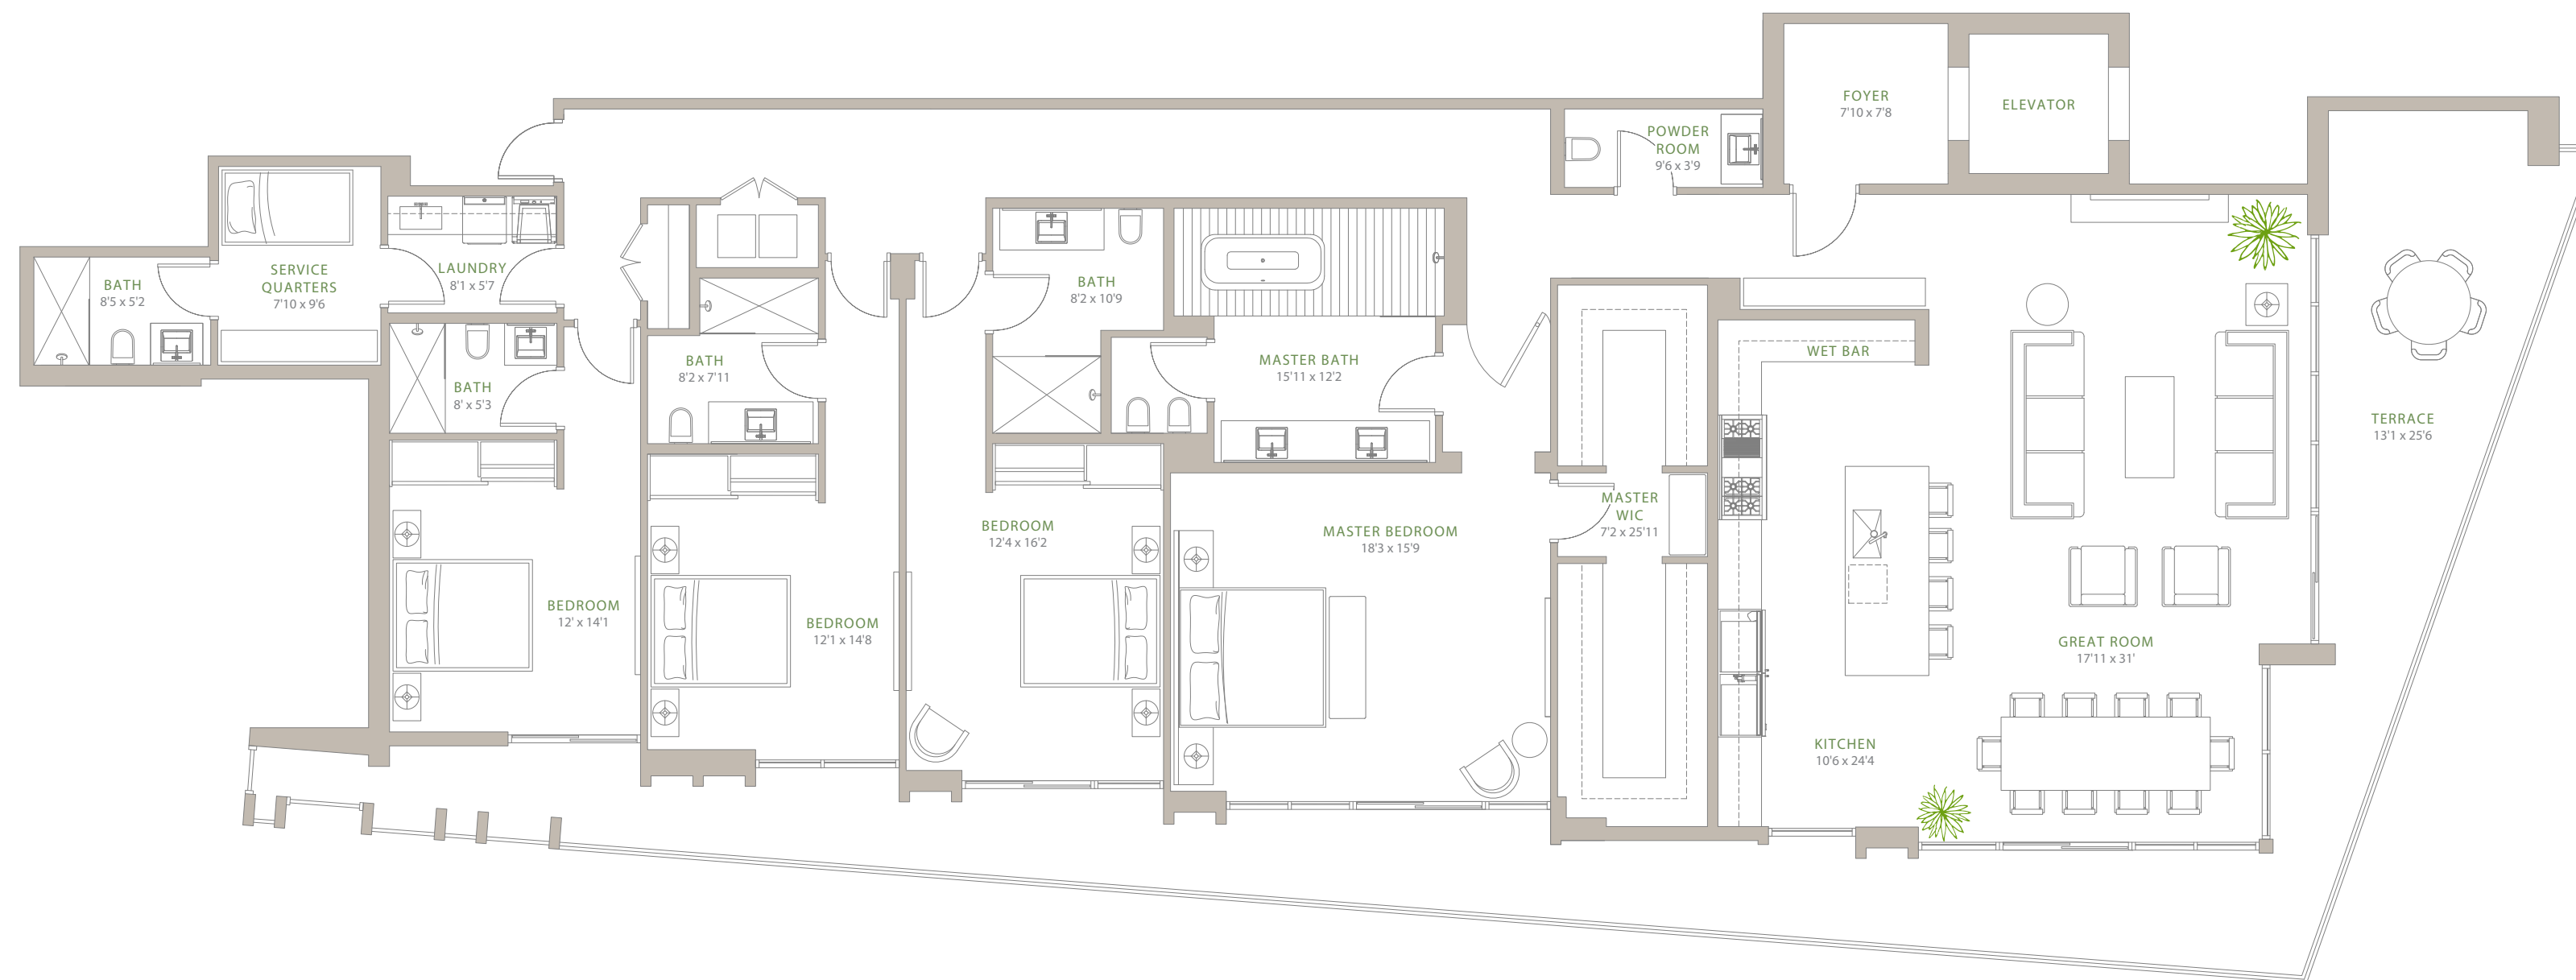 FOYER
7'10 x 7'8
ELEVATOR
POWDER
ROOM
9'6 x 3'9
BATH
8'5 x 5'2
SERVICE
QUARTERS
7'10 x 9'6
LAUNDRY
8'1 x 5'7
BATH
8' x 5'3
BATH
8'2 x 7'11
BATH
8'2 x 10'9
MASTER BATH
15'11 x 12'2
WET BAR
TERRACE
13'1 x 25'6
BEDROOM
12' x 14'1
BEDROOM
12'1 x 14'8
BEDROOM
12'4 x 16'2
MASTER BEDROOM
18'3 x 15'9
MASTER
WIC
7'2 x 25'11
GREAT ROOM
17'11 x 31'
KITCHEN
10'6 x 24'4